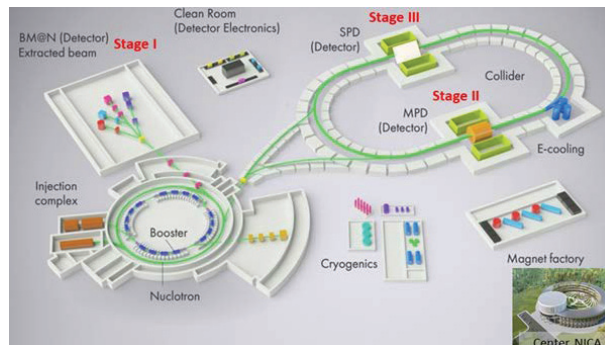 BM@N (Detector)
Extracted beam
Stage I
Clean Room
(Detector Electronics)
Stage III
SPD
(Detector)
Collider
Stage II
MPD
(Detector)
E-cooling
Injection
complex
Booster
Nuclotron
Cryogenics
Magnet factory
Center NICA